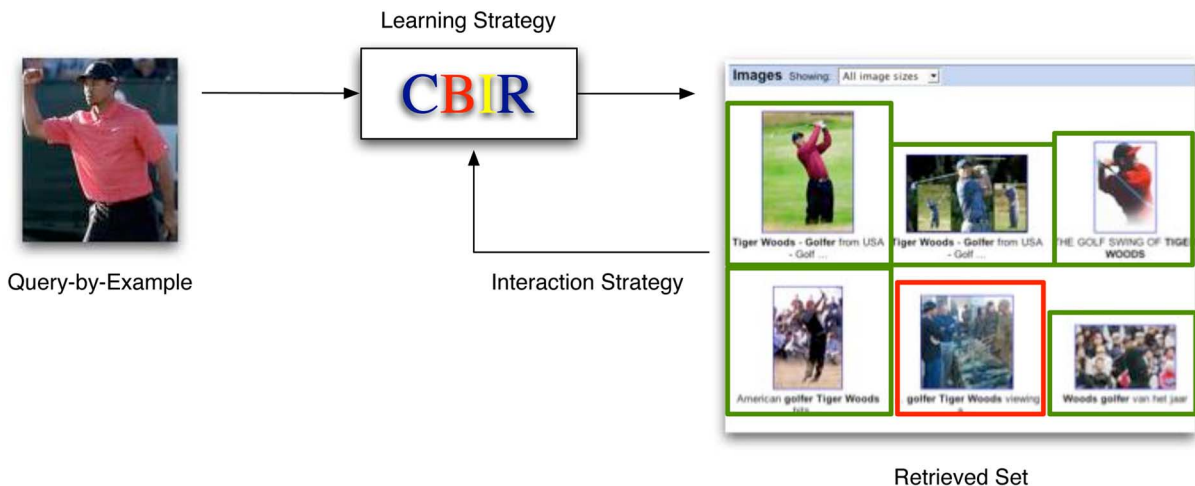 Learning Strategy
CBIR
Query-by-Example
Interaction Strategy
Images Showing: All image sizes
Tiger Woods - Golfer from USA
- Golf ...
Tiger Woods - Golfer from USA
- Golf ...
THE GOLF SWING OF TIGER
WOODS
American golfer Tiger Woods
hits
golfer Tiger Woods viewing
Woods golfer van het jaar
Retrieved Set